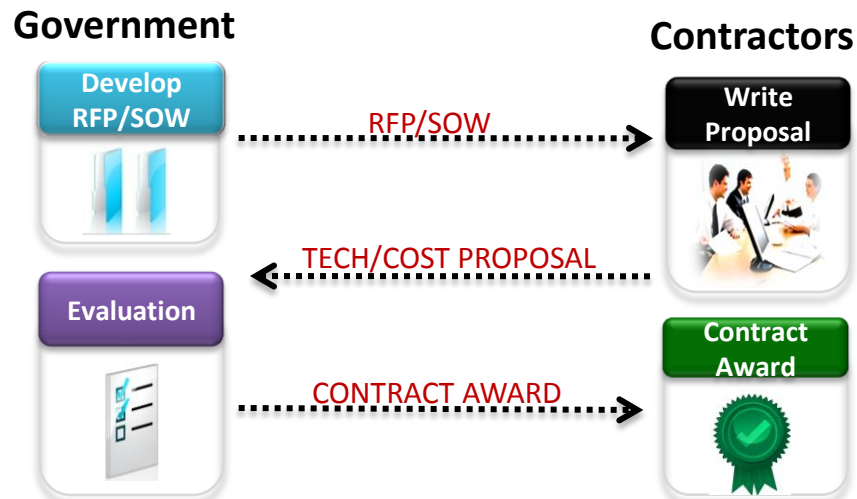 Government
Contractors
Develop
RFP/SOW
RFP/SOW
Write
Proposal
TECH/COST PROPOSAL
Evaluation
Contract
Award
CONTRACT AWARD